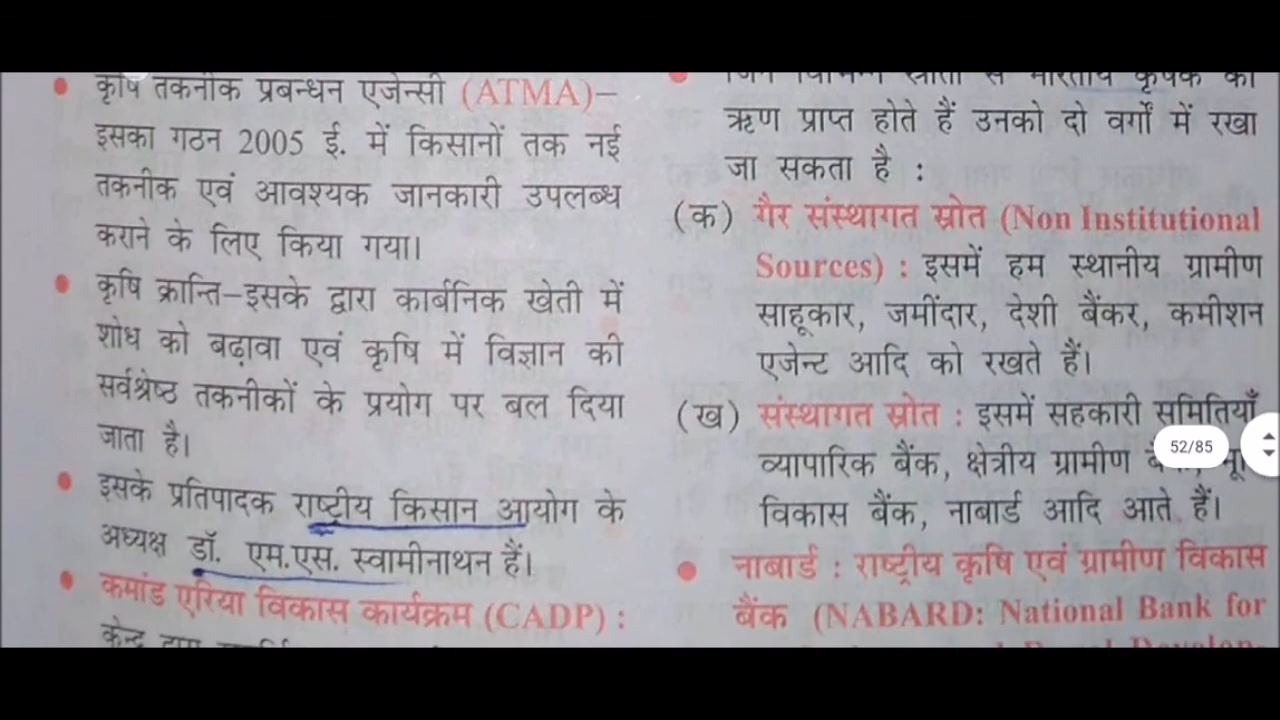 कृषि तकनीक प्रबन्धन एजेन्सी (ATMA)–
इसका गठन 2005 ई. में किसानों तक नई
तकनीक एवं आवश्यक जानकारी उपलब्ध
कराने के लिए किया गया।
कृषि क्रान्ति–इसके द्वारा कार्बनिक खेती में
शोध को बढ़ावा एवं कृषि में विज्ञान की
सर्वश्रेष्ठ तकनीकों के प्रयोग पर बल दिया
जाता है।
इसके प्रतिपादक राष्ट्रीय किसान आयोग के
अध्यक्ष डॉ. एम.एस. स्वामीनाथन हैं।
कमांड एरिया विकास कार्यक्रम (CADP) :
केन्द्र द्वारा
जिन विभिन्न स्रोतों से भारतीय कृषक को
ऋण प्राप्त होते हैं उनको दो वर्गों में रखा
जा सकता है :
(क) गैर संस्थागत स्रोत (Non Institutional
Sources) : इसमें हम स्थानीय ग्रामीण
साहूकार, जमींदार, देशी बैंकर, कमीशन
एजेन्ट आदि को रखते हैं।
(ख) संस्थागत स्रोत : इसमें सहकारी समितियाँ
व्यापारिक बैंक, क्षेत्रीय ग्रामीण
विकास बैंक, नाबार्ड आदि आते हैं।
नाबार्ड : राष्ट्रीय कृषि एवं ग्रामीण विकास
बैंक (NABARD: National Bank for
52/85